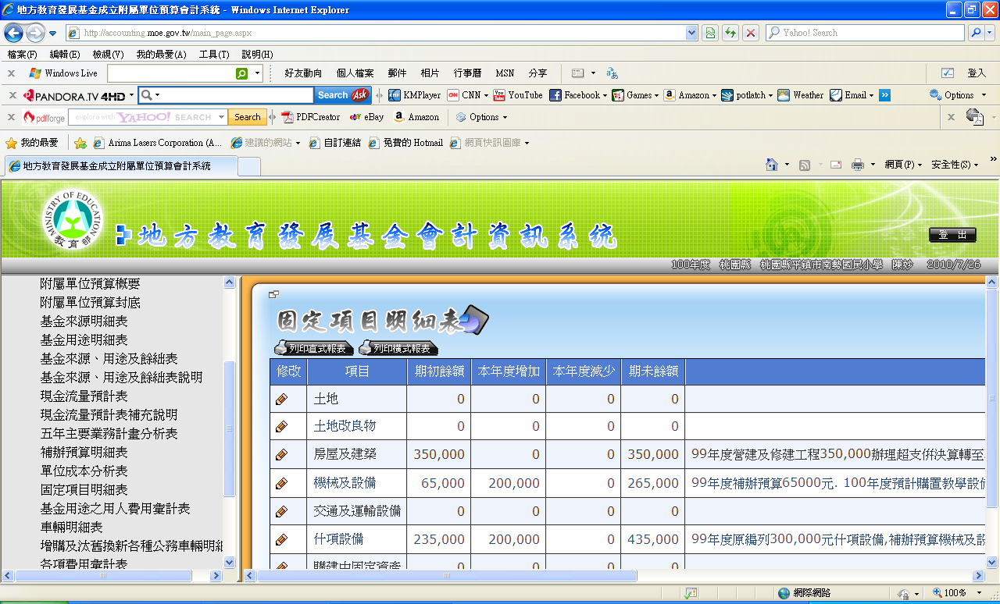 地方教育發展基金成立附屬單位預算會計系統 - Windows Internet Explorer
http://accounting.moe.gov.tw/main_page.aspx
Yahoo! Search
檔案(F) 編輯(E) 檢視(V) 我的最愛(A) 工具(T) 說明(H)
Windows Live 好友動向 個人檔案 郵件 相片 行事曆 MSN 分享 登入
PANDORA.TV 4HD Search Ask KMPlayer CNN YouTube Facebook Games Amazon potlatch Weather Email Options
pdfforge explore with YAHOO! SEARCH Search PDFCreator eBay Amazon Options
我的最愛 Arima Lasers Corporation (A... 建議的網站 自訂連結 免費的 Hotmail 網頁快訊圖庫
地方教育發展基金成立附屬單位預算會計系統 網頁(P) 安全性(S)
MINISTRY OF EDUCATION
教育部
地方教育發展基金會計資訊系統
登 出
100年度 桃園縣 桃園縣平鎮市南勢國民小學 陳妙 2010/7/26
附屬單位預算概要
附屬單位預算封底
基金來源明細表
基金用途明細表
基金來源、用途及餘絀表
基金來源、用途及餘絀表說明
現金流量預計表
現金流量預計表補充說明
五年主要業務計畫分析表
補辦預算明細表
單位成本分析表
固定項目明細表
基金用途之用人費用彙計表
車輛明細表
增購及汰舊換新各種公務車輛明細
各項費用彙計表
固定項目明細表
列印直式報表 列印橫式報表
修改 項目 期初餘額 本年度增加 本年度減少 期末餘額
土地 0 0 0 0
土地改良物 0 0 0 0
房屋及建築 350,000 0 0 350,000 99年度營建及修建工程350,000辦理超支併決算轉至
機械及設備 65,000 200,000 0 265,000 99年度補辦預算65000元. 100年度預計購置教學設備
交通及運輸設備 0 0 0 0
什項設備 235,000 200,000 0 435,000 99年度原編列300,000元什項設備,補辦預算機械及設
購建中固定資產 0 0 0 0
網際網路 100%